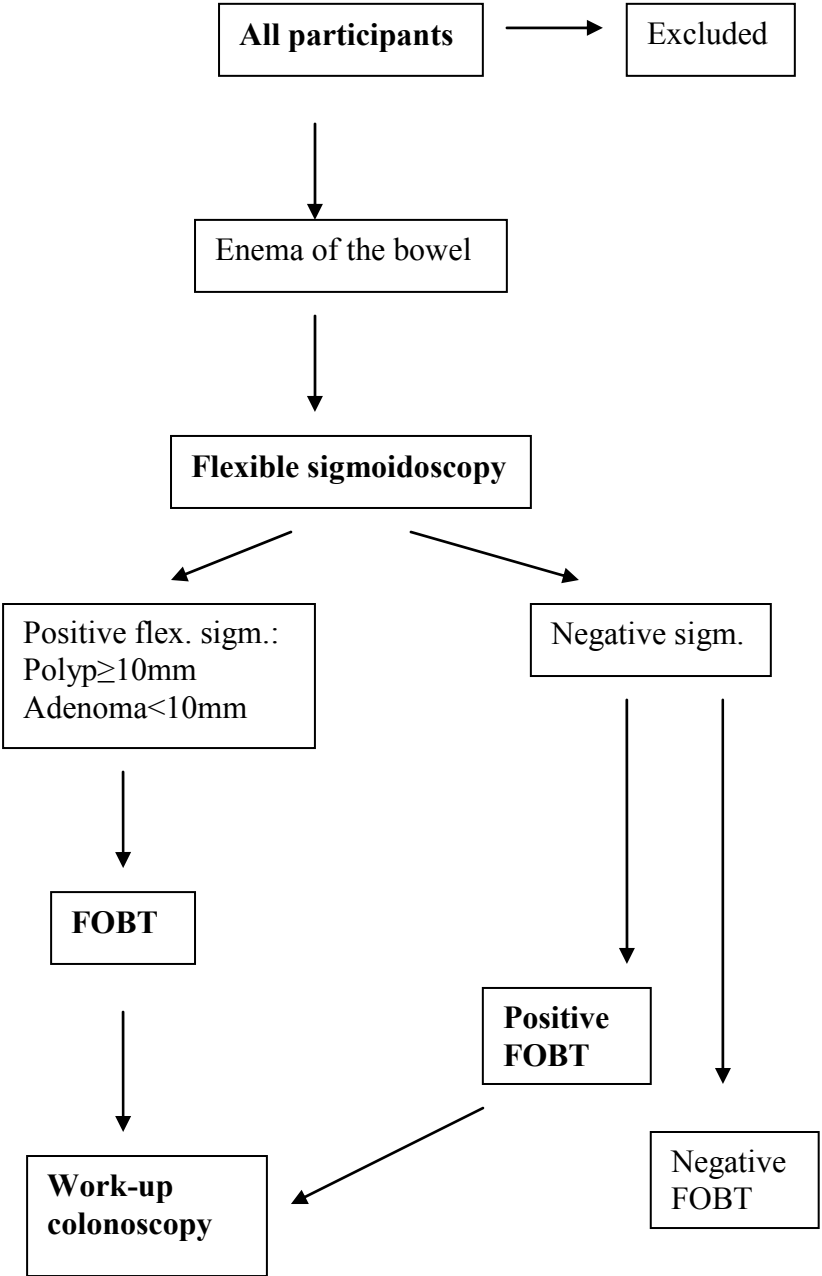 All participants
Excluded
Enema of the bowel
Flexible sigmoidoscopy
Positive flex. sigm.:
Polyp≥10mm
Adenoma<10mm
Negative sigm.
FOBT
Positive
FOBT
Work-up
colonoscopy
Negative
FOBT